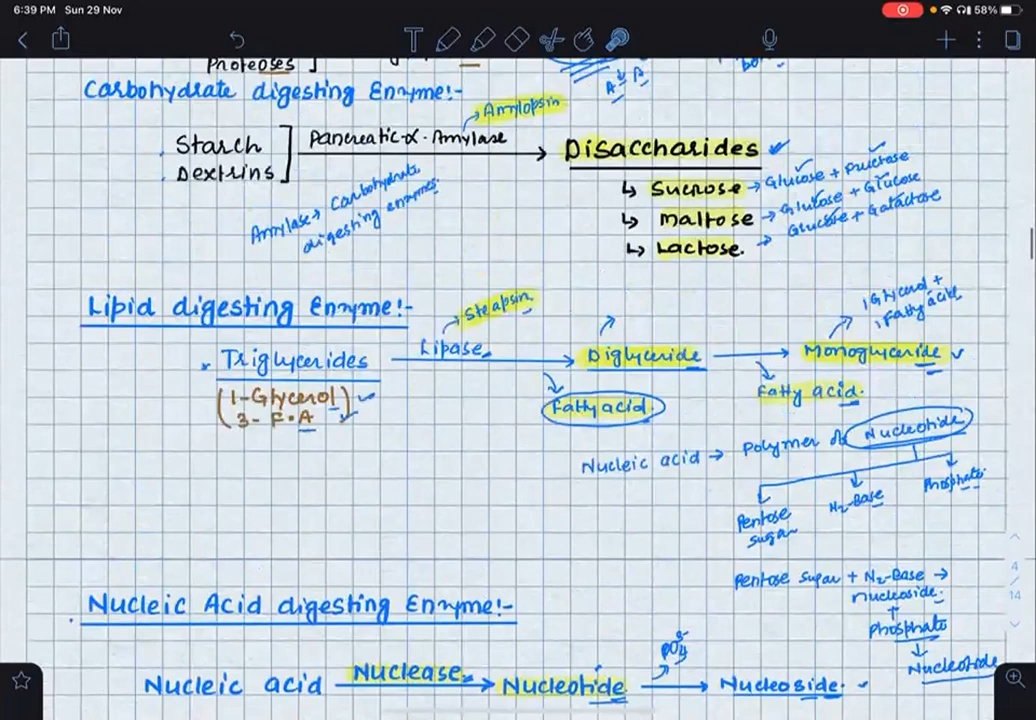 6:39 PM Sun 29 Nov
58%
Proteoses ]
A B
Carbohydrate digesting Enzyme:-
→ Amylopsin
Starch
Dextrins
Pancreatic-α-Amylase
Disaccharides ✓
↳ Sucrose → Glucose + Fructose
↳ Maltose → Glucose + Glucose
↳ Lactose. → Glucose + Galactose
Amylase → Carbohydrate
digesting enzymes
Lipid digesting Enzyme:-
→ Steapsin
1 Glycerol +
1 Fatty acid
Triglycerides
Lipase
Diglyceride → Monoglyceride ✓
(1-Glycerol
3- F.A)
Fatty acid.
Fatty acid.
Nucleic acid → Polymer of Nucleotide
Pentose
sugar
N2-Base
Phosphate
Pentose sugar + N2-Base →
nucleoside.
Phosphate
↓
Nucleotide
4
/
14
Nucleic Acid digesting Enzyme:-
PO4 3-
Nucleic acid Nuclease → Nucleotide → Nucleoside ✓